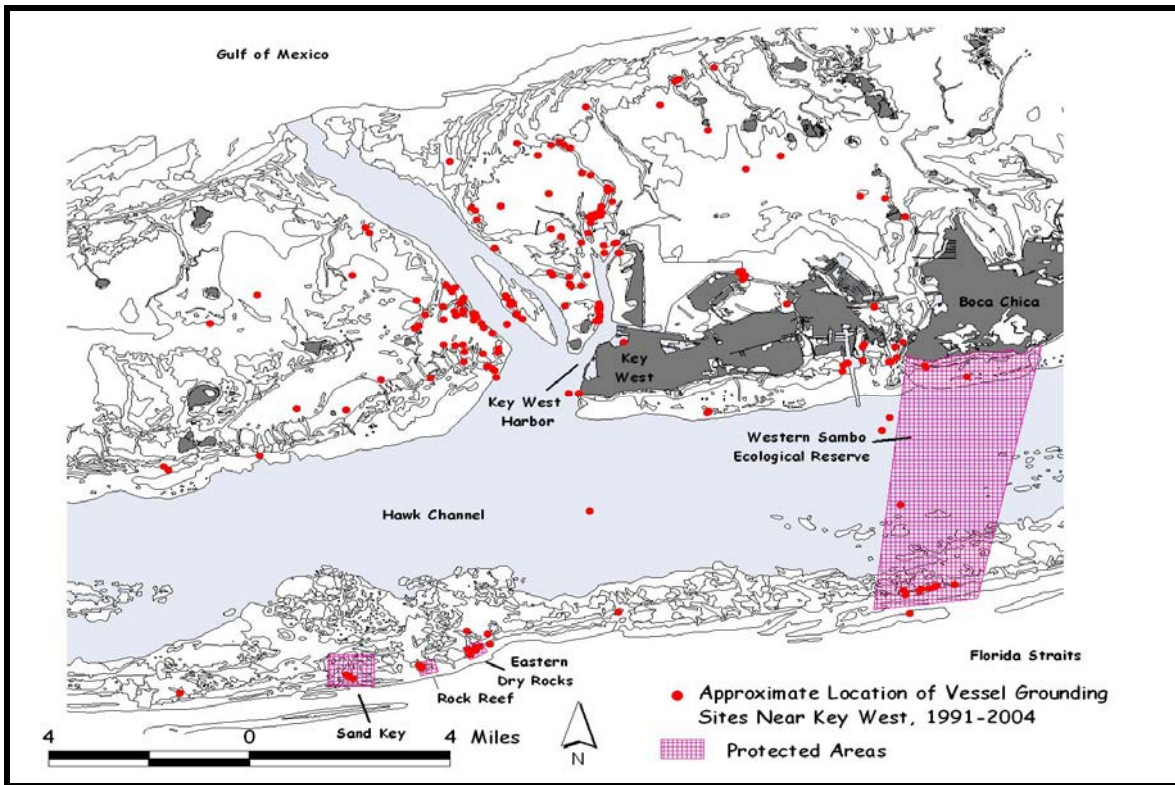 Gulf of Mexico
Boca Chica
Key
West
Key West
Harbor
Western Sambo
Ecological Reserve
Hawk Channel
Florida Straits
Eastern
Dry Rocks
Rock Reef
Sand Key
4 0 4 Miles
N
Approximate Location of Vessel Grounding
Sites Near Key West, 1991-2004
Protected Areas